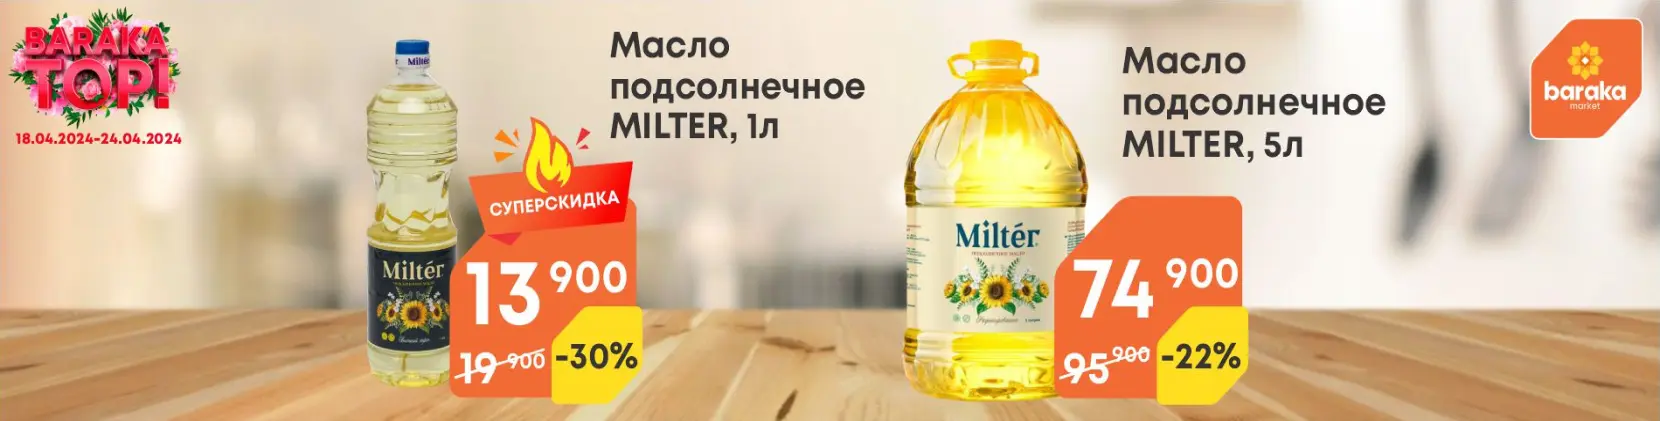 BARAKA
TOP!
18.04.2024-24.04.2024
Milter
Miltér
СУПЕРСКИДКА
Масло
подсолнечное
MILTER, 1л
13 900
19 900
-30%
Miltér
Масло
подсолнечное
MILTER, 5л
74 900
95 900
-22%
baraka
market